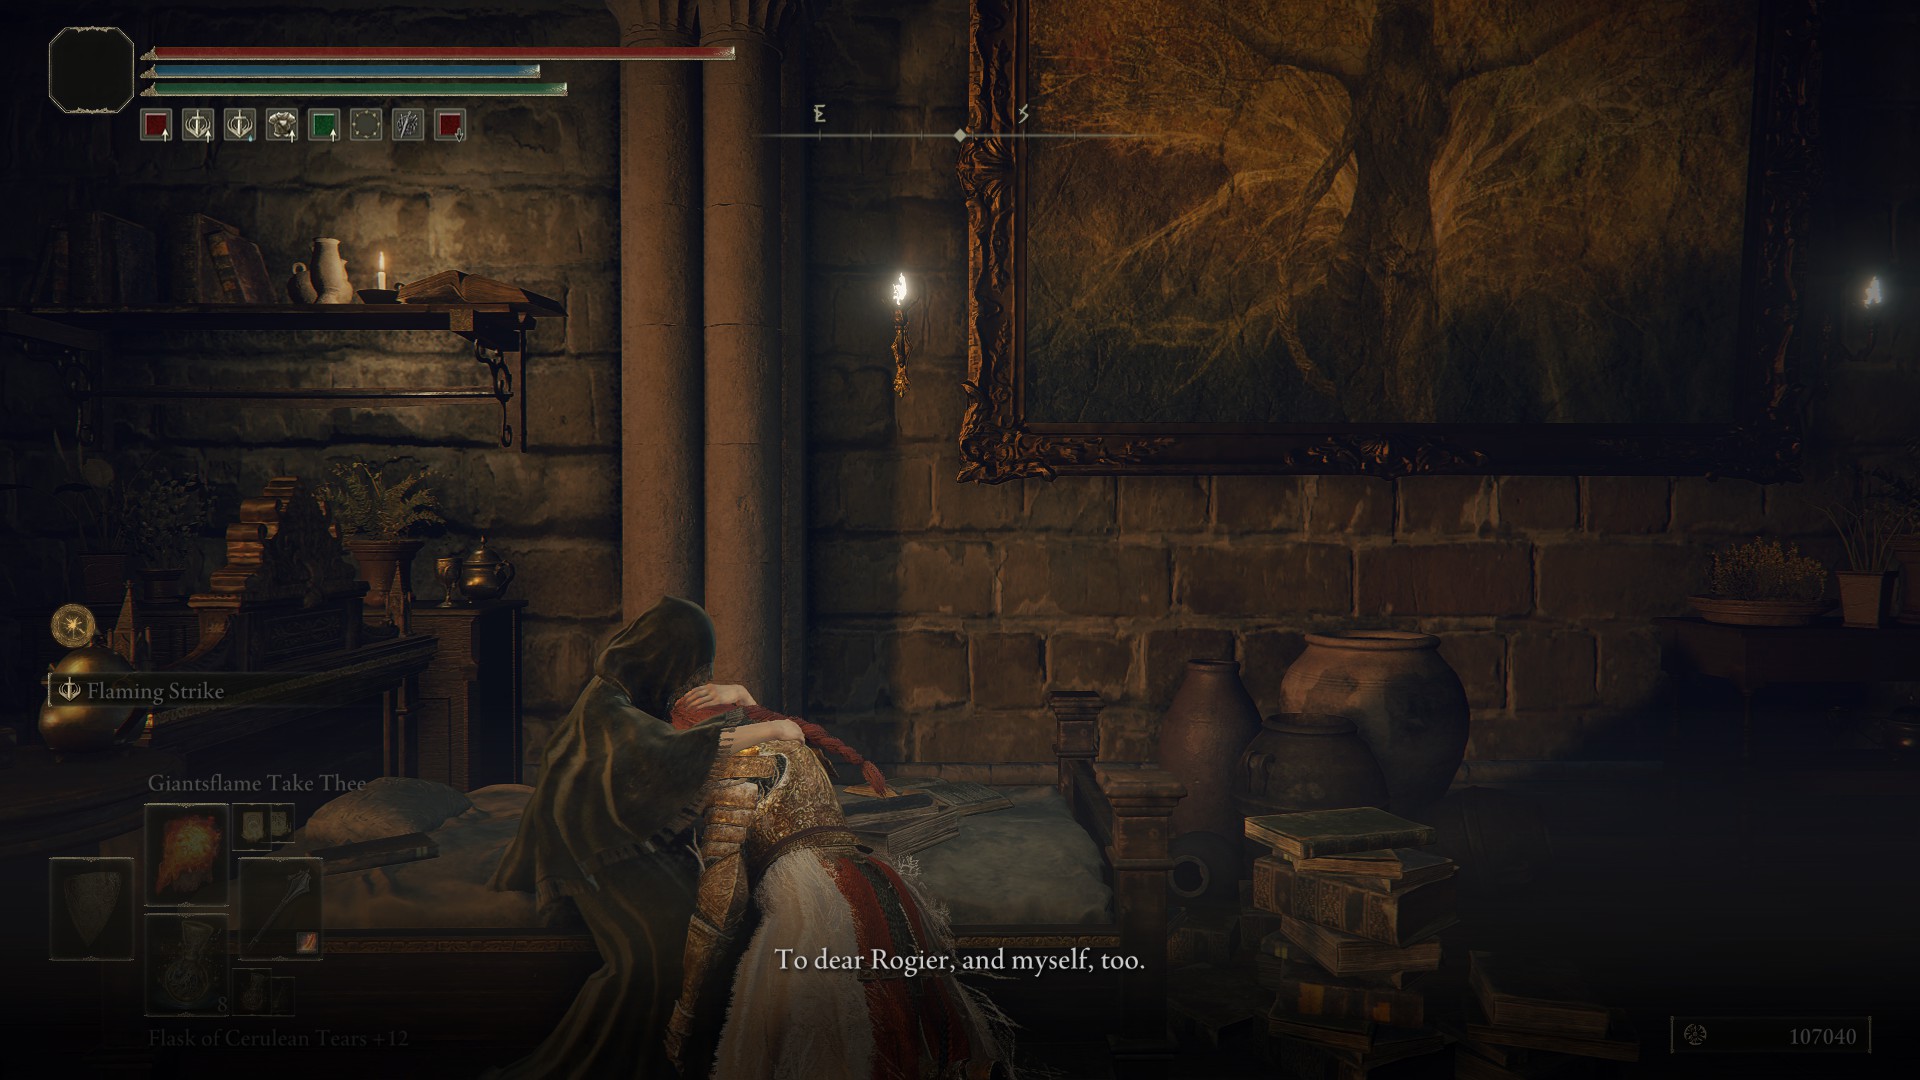 E
S
Flaming Strike
Giantsflame Take Thee
8
To dear Rogier, and myself, too.
Flask of Cerulean Tears +12
107040